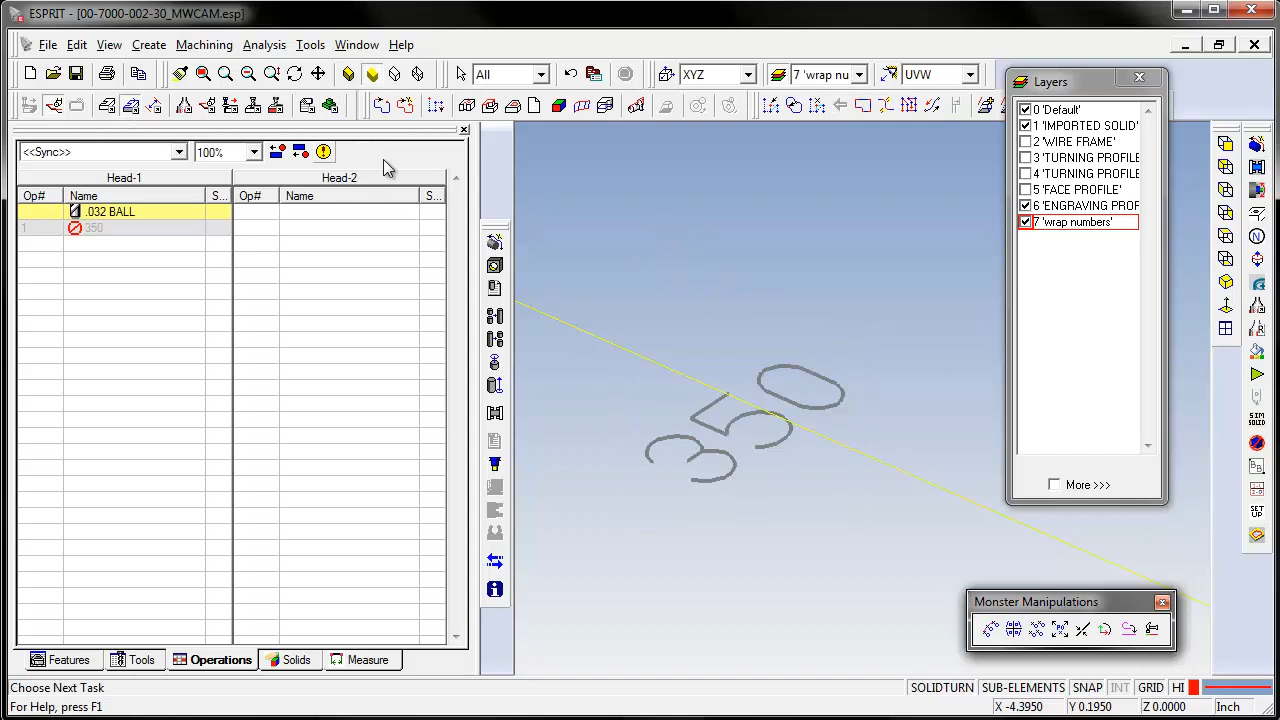 ESPRIT - [00-7000-002-30_MWCAM.esp]
File Edit View Create Machining Analysis Tools Window Help
All XYZ 7 'wrap nu UVW
<<Sync>> 100%
Head-1 Head-2
Op# Name S... Op# Name S...
.032 BALL
1 350
350
Layers
0 'Default'
1 'IMPORTED SOLID'
2 'WIRE FRAME'
3 'TURNING PROFILE
4 'TURNING PROFILE
5 'FACE PROFILE'
6 'ENGRAVING PROF
7 'wrap numbers'
More >>>
SIM SOLID
SET UP
Monster Manipulations
Features Tools Operations Solids Measure
Choose Next Task
SOLIDTURN SUB-ELEMENTS SNAP INT GRID HI
For Help, press F1
X -4.3950 Y 0.1950 Z 0.0000 Inch